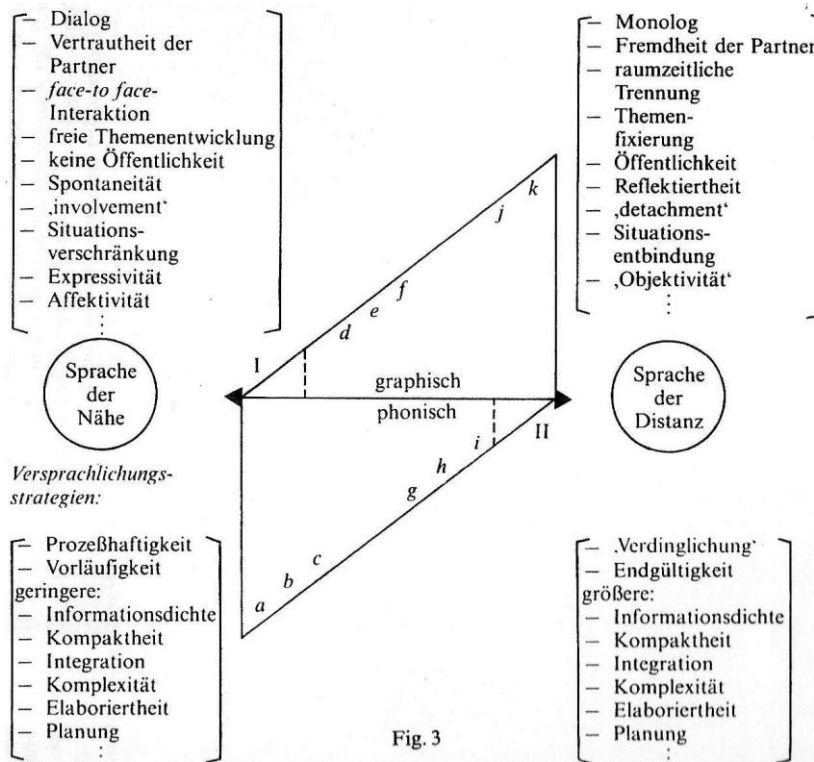 – Dialog
– Vertrautheit der
Partner
– face-to face-
Interaktion
– freie Themenentwicklung
– keine Öffentlichkeit
– Spontaneität
– ‚involvement‘
– Situations-
verschränkung
– Expressivität
– Affektivität
– Monolog
– Fremdheit der Partner
– raumzeitliche
Trennung
– Themen-
fixierung
– Öffentlichkeit
– Reflektiertheit
– ‚detachment‘
– Situations-
entbindung
– ‚Objektivität‘
Sprache
der
Nähe
I
d
e
f
j
k
graphisch
phonisch
a
b
c
g
h
i
II
Sprache
der
Distanz
Versprachlichungs-
strategien:
– Prozeßhaftigkeit
– Vorläufigkeit
geringere:
– Informationsdichte
– Kompaktheit
– Integration
– Komplexität
– Elaboriertheit
– Planung
– ‚Verdinglichung‘
– Endgültigkeit
größere:
– Informationsdichte
– Kompaktheit
– Integration
– Komplexität
– Elaboriertheit
– Planung
Fig. 3